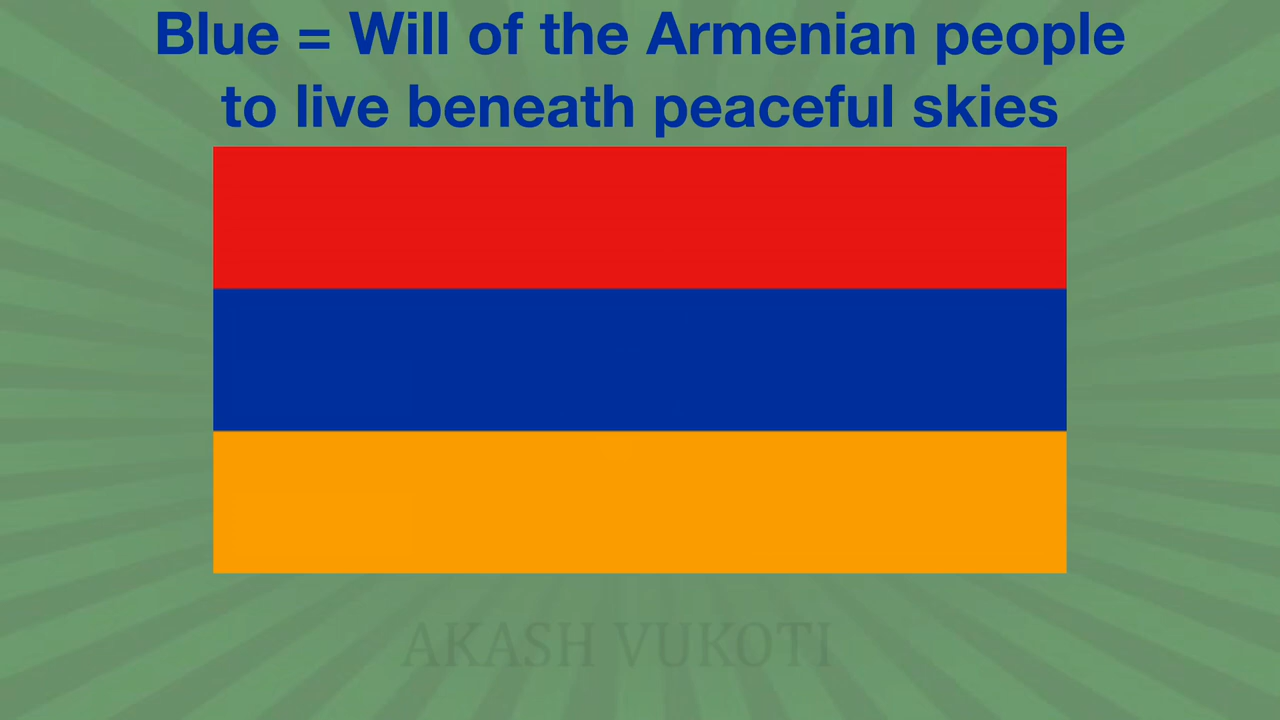 Blue = Will of the Armenian people
to live beneath peaceful skies
AKASH VUKOTI